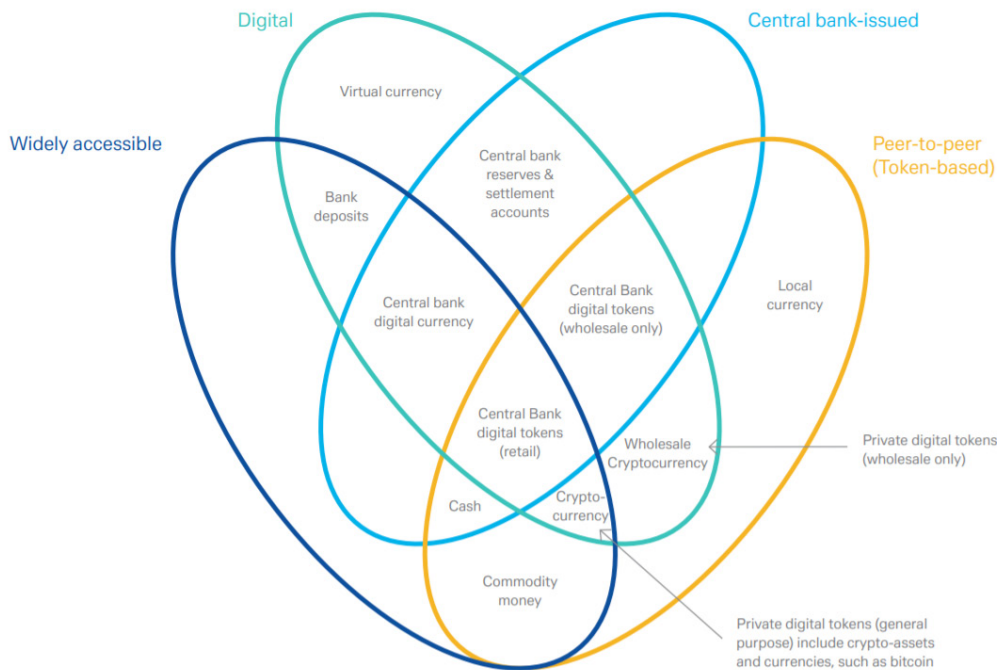 Digital
Central bank-issued
Virtual currency
Widely accessible
Peer-to-peer
(Token-based)
Central bank
reserves &
settlement
accounts
Bank
deposits
Central bank
digital currency
Central Bank
digital tokens
(wholesale only)
Local
currency
Central Bank
digital tokens
(retail)
Wholesale
Cryptocurrency
Private digital tokens
(wholesale only)
Cash
Crypto-
currency
Commodity
money
Private digital tokens (general
purpose) include crypto-assets
and currencies, such as bitcoin